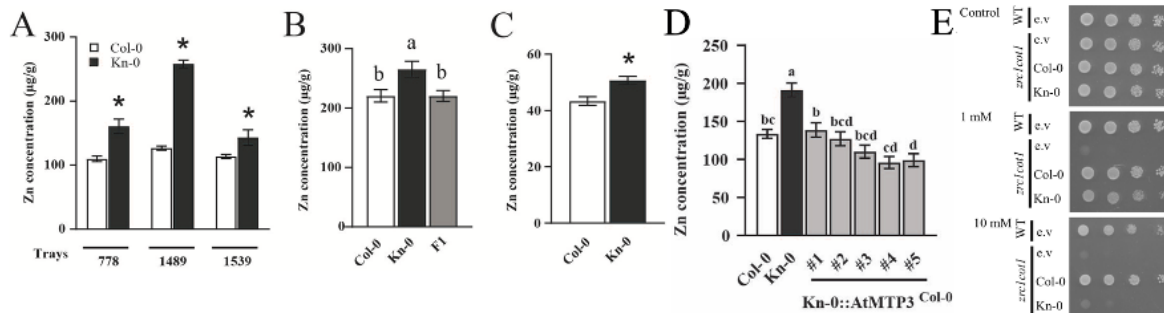 A
Zn concentration (µg/g)
300
200
100
0
Col-0
Kn-0
*
*
*
Trays
778
1489
1539
B
Zn concentration (µg/g)
300
200
100
0
b
a
b
Col-0
Kn-0
F1
C
Zn concentration (µg/g)
60
40
20
0
*
Col-0
Kn-0
D
Zn concentration (µg/g)
250
200
150
100
50
0
bc
a
b
bcd
bcd
cd
d
Col-0
Kn-0
#1
#2
#3
#4
#5
Kn-0::AtMTP3 Col-0
E
Control
WT
e.v
zrc1cot1
e.v
Col-0
Kn-0
1 mM
WT
e.v
zrc1cot1
e.v
Col-0
Kn-0
10 mM
WT
e.v
zrc1cot1
e.v
Col-0
Kn-0